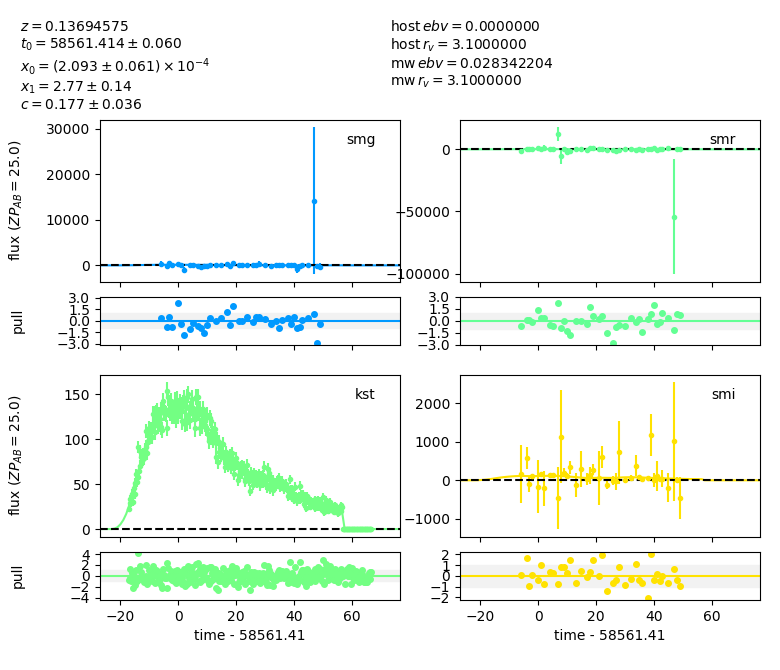 z = 0.13694575
t₀ = 58561.414 ± 0.060
x₀ = (2.093 ± 0.061) × 10⁻⁴
x₁ = 2.77 ± 0.14
c = 0.177 ± 0.036
host ebv = 0.0000000
host r_v = 3.1000000
mw ebv = 0.028342204
mw r_v = 3.1000000
flux (ZP_AB = 25.0)
30000
20000
10000
0
smg
0
−50000
−100000
smr
pull
3.0
1.5
0.0
−1.5
−3.0
3.0
1.5
0.0
−1.5
−3.0
flux (ZP_AB = 25.0)
150
100
50
0
kst
2000
1000
0
−1000
smi
pull
4
2
0
−2
−4
2
1
0
−1
−2
−20 0 20 40 60
−20 0 20 40 60
time - 58561.41
time - 58561.41